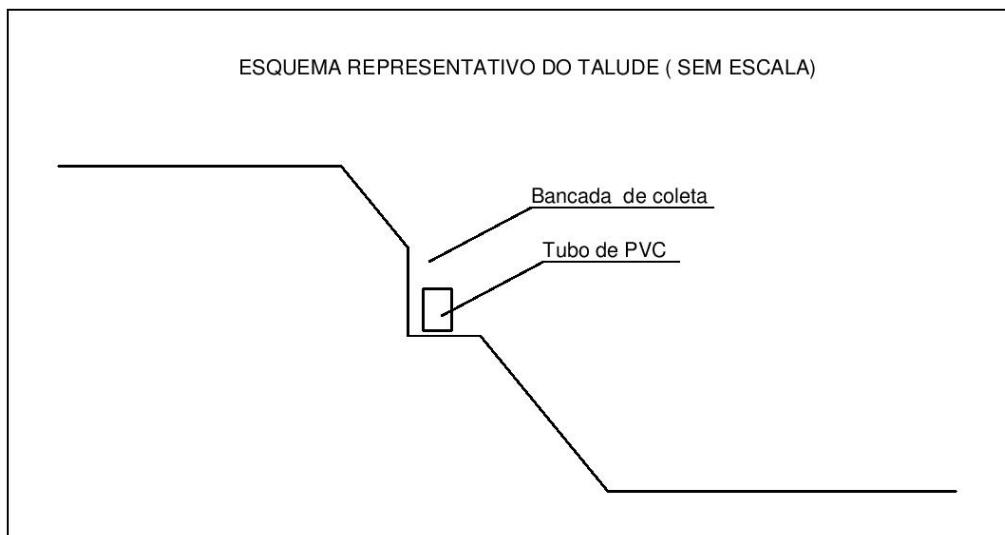 ESQUEMA REPRESENTATIVO DO TALUDE ( SEM ESCALA)
Bancada de coleta
Tubo de PVC